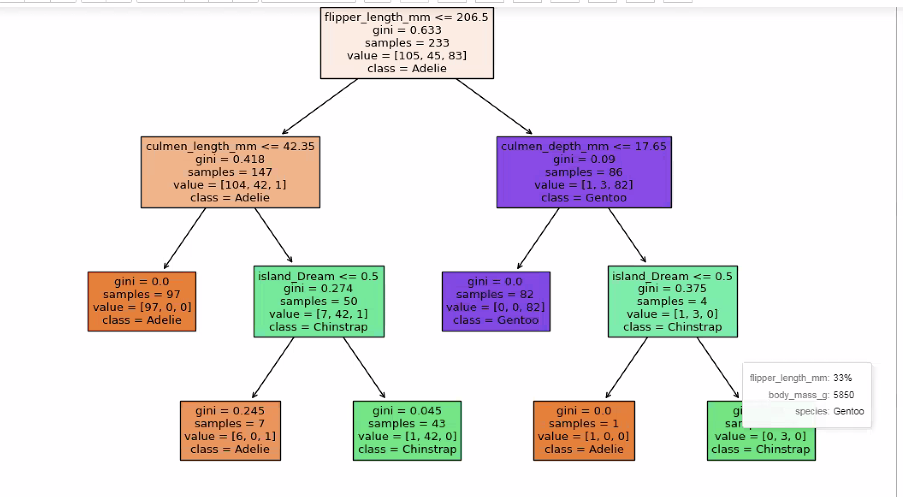 flipper_length_mm <= 206.5
gini = 0.633
samples = 233
value = [105, 45, 83]
class = Adelie
culmen_length_mm <= 42.35
gini = 0.418
samples = 147
value = [104, 42, 1]
class = Adelie
culmen_depth_mm <= 17.65
gini = 0.09
samples = 86
value = [1, 3, 82]
class = Gentoo
gini = 0.0
samples = 97
value = [97, 0, 0]
class = Adelie
island_Dream <= 0.5
gini = 0.274
samples = 50
value = [7, 42, 1]
class = Chinstrap
gini = 0.0
samples = 82
value = [0, 0, 82]
class = Gentoo
island_Dream <= 0.5
gini = 0.375
samples = 4
value = [1, 3, 0]
class = Chinstrap
gini = 0.245
samples = 7
value = [6, 0, 1]
class = Adelie
gini = 0.045
samples = 43
value = [1, 42, 0]
class = Chinstrap
gini = 0.0
samples = 1
value = [1, 0, 0]
class = Adelie
flipper_length_mm: 33%
body_mass_g: 5850
species: Gentoo
value = [0, 3, 0]
class = Chinstrap